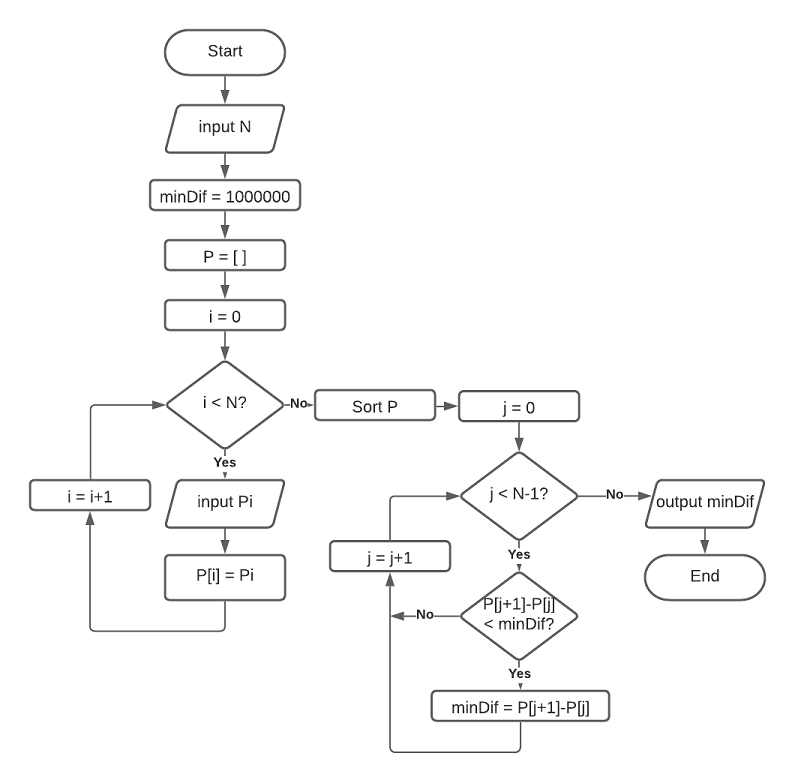 Start
input N
minDif = 1000000
P = [ ]
i = 0
i < N?
No
Sort P
j = 0
Yes
i = i+1
input Pi
P[i] = Pi
j < N-1?
No
output minDif
End
Yes
j = j+1
P[j+1]-P[j]
< minDif?
No
Yes
minDif = P[j+1]-P[j]